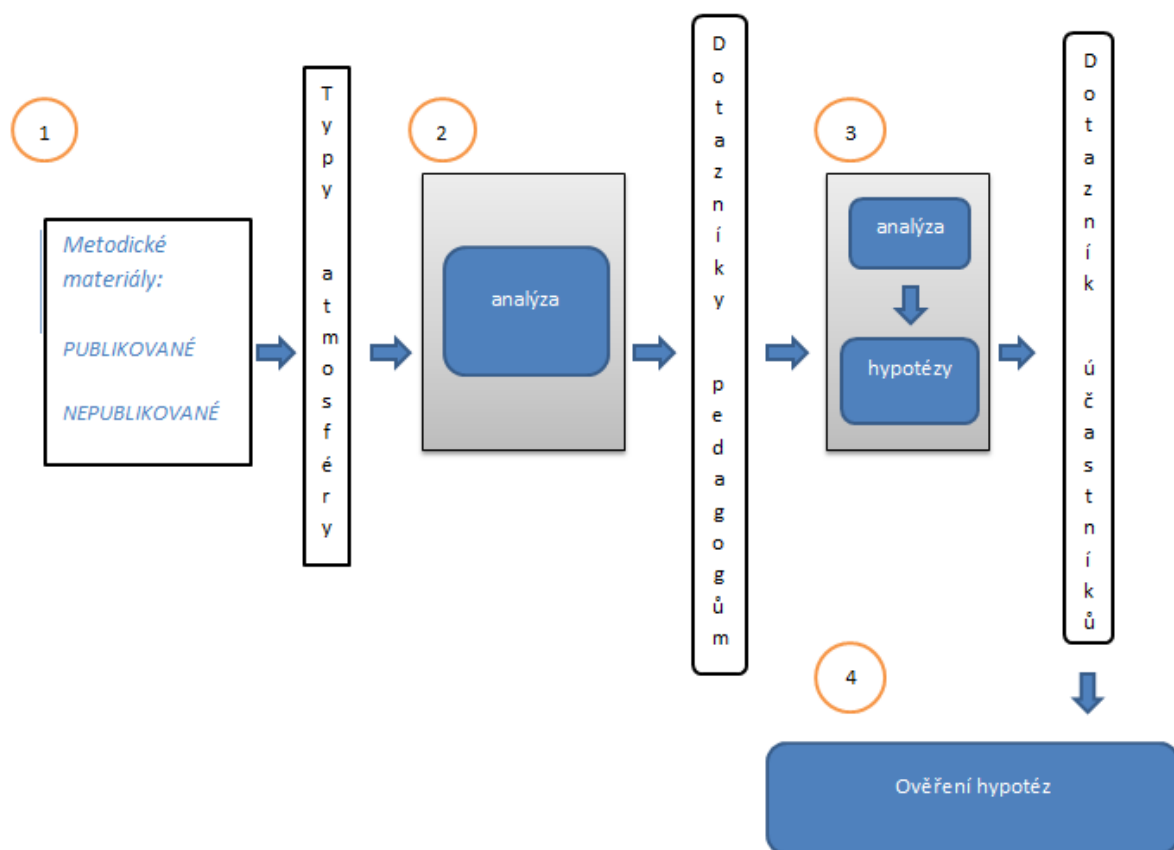 1
Metodické
materiály:
PUBLIKOVANÉ
NEPUBLIKOVANÉ
Typy atmosféry
2
analýza
Dotazníky pedagogům
3
analýza
hypotézy
Dotazník účastníků
4
Ověření hypotéz